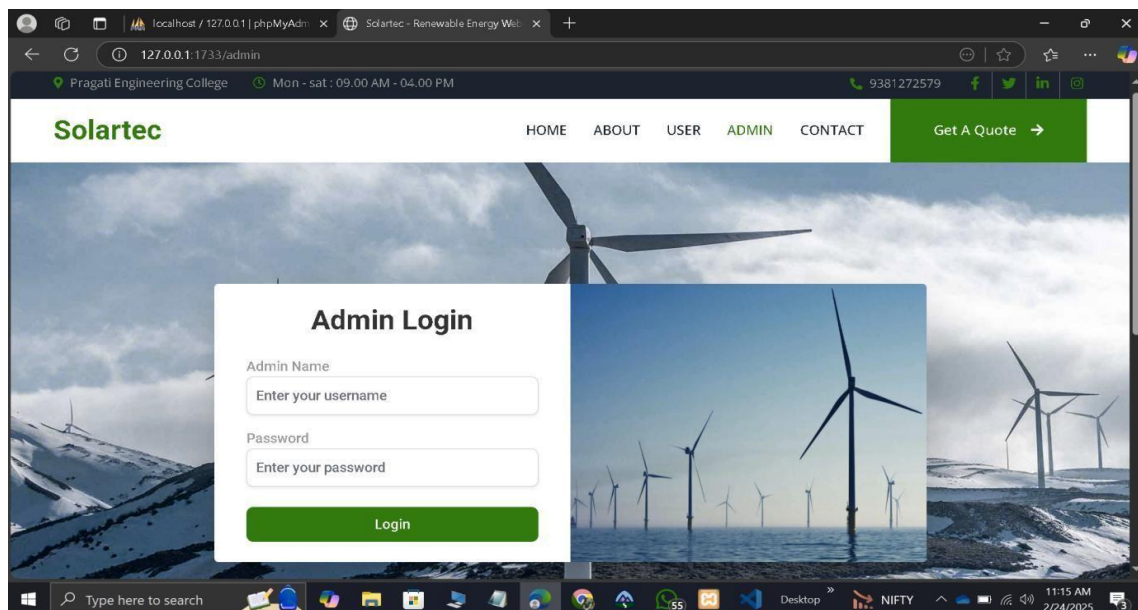 localhost / 127.0.0.1 | phpMyAdm
Solartec - Renewable Energy Web
127.0.0.1:1733/admin
Pragati Engineering College Mon - sat : 09.00 AM - 04.00 PM 9381272579
Solartec HOME ABOUT USER ADMIN CONTACT Get A Quote
Admin Login
Admin Name
Enter your username
Password
Enter your password
Login
Type here to search 55 Desktop NIFTY 11:15 AM
2/24/2025